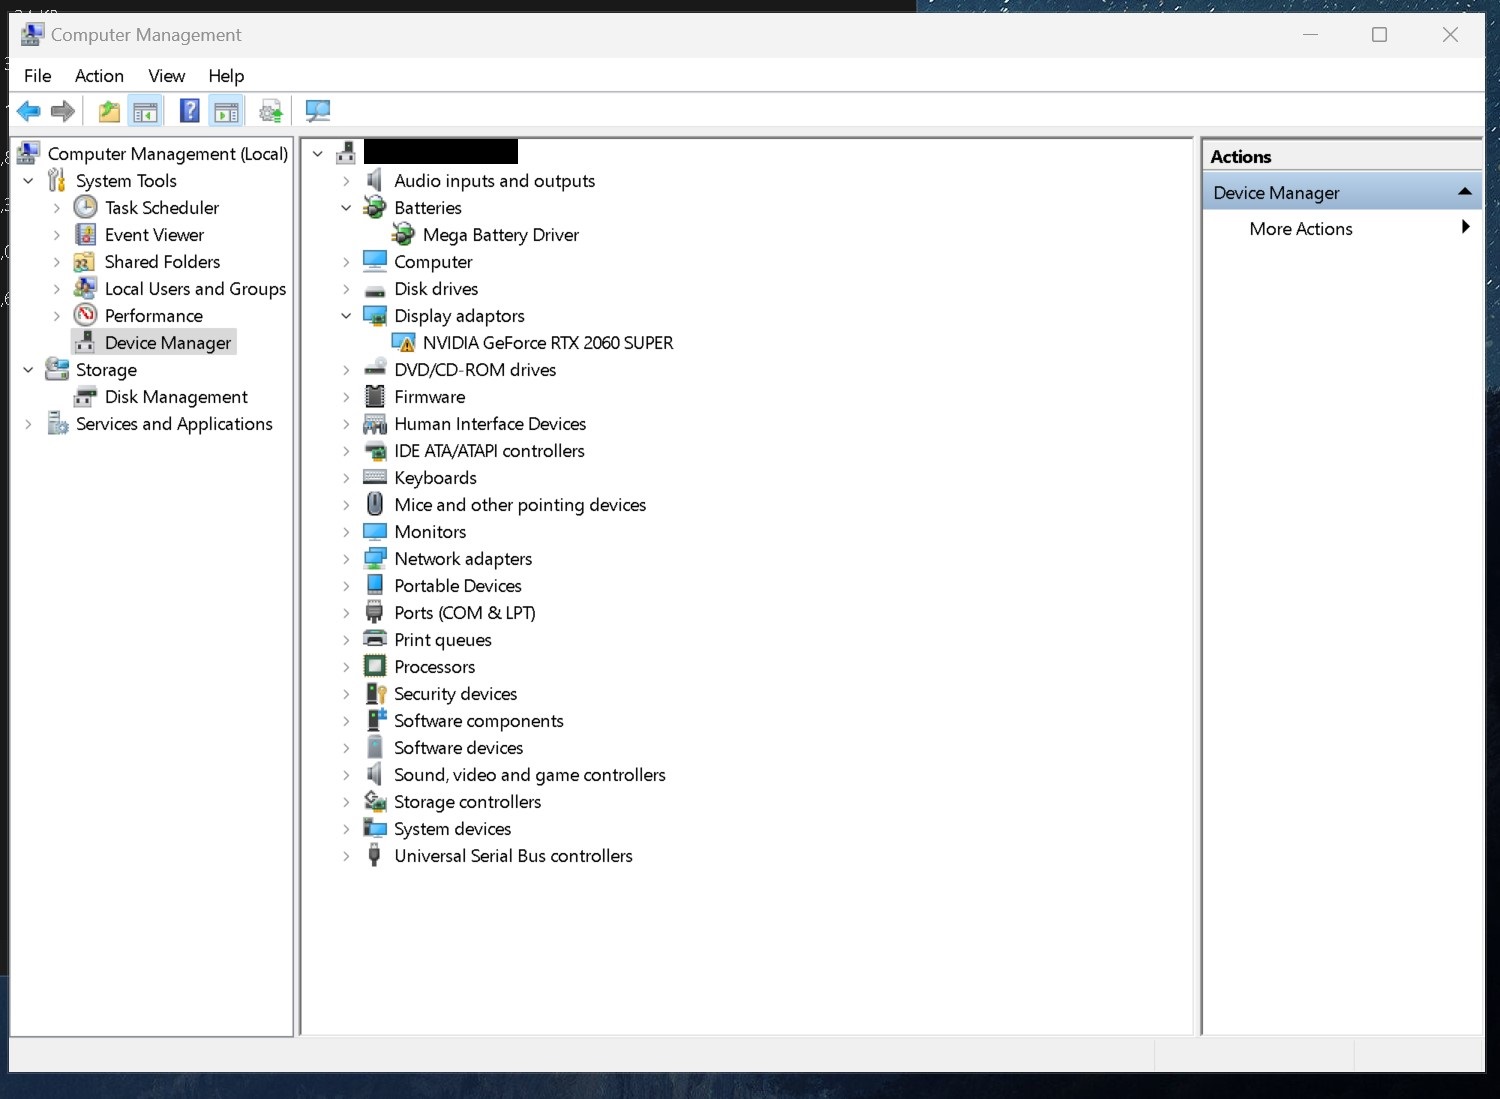 Computer Management
File Action View Help
Computer Management (Local)
System Tools
Task Scheduler
Event Viewer
Shared Folders
Local Users and Groups
Performance
Device Manager
Storage
Disk Management
Services and Applications
Audio inputs and outputs
Batteries
Mega Battery Driver
Computer
Disk drives
Display adaptors
NVIDIA GeForce RTX 2060 SUPER
DVD/CD-ROM drives
Firmware
Human Interface Devices
IDE ATA/ATAPI controllers
Keyboards
Mice and other pointing devices
Monitors
Network adapters
Portable Devices
Ports (COM & LPT)
Print queues
Processors
Security devices
Software components
Software devices
Sound, video and game controllers
Storage controllers
System devices
Universal Serial Bus controllers
Actions
Device Manager
More Actions